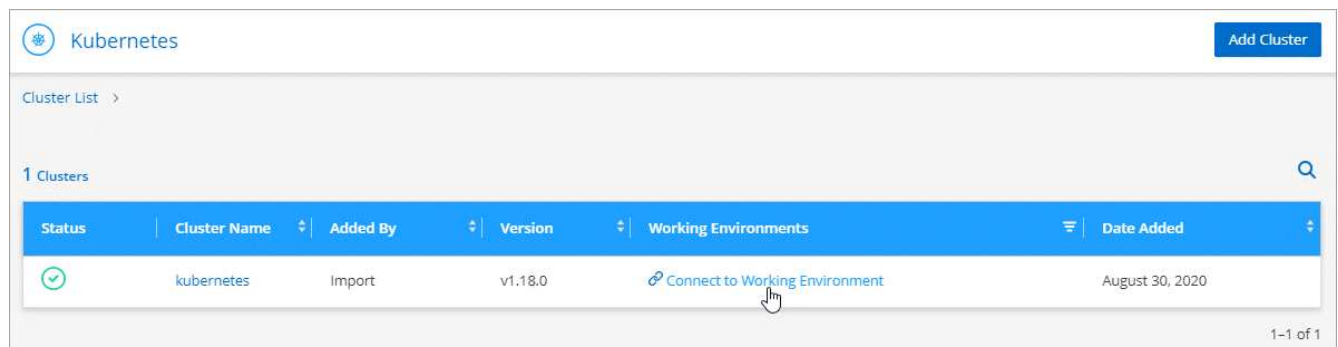 Kubernetes
Add Cluster
Cluster List >
1 Clusters
Status Cluster Name Added By Version Working Environments Date Added
kubernetes Import v1.18.0 Connect to Working Environment August 30, 2020
1–1 of 1